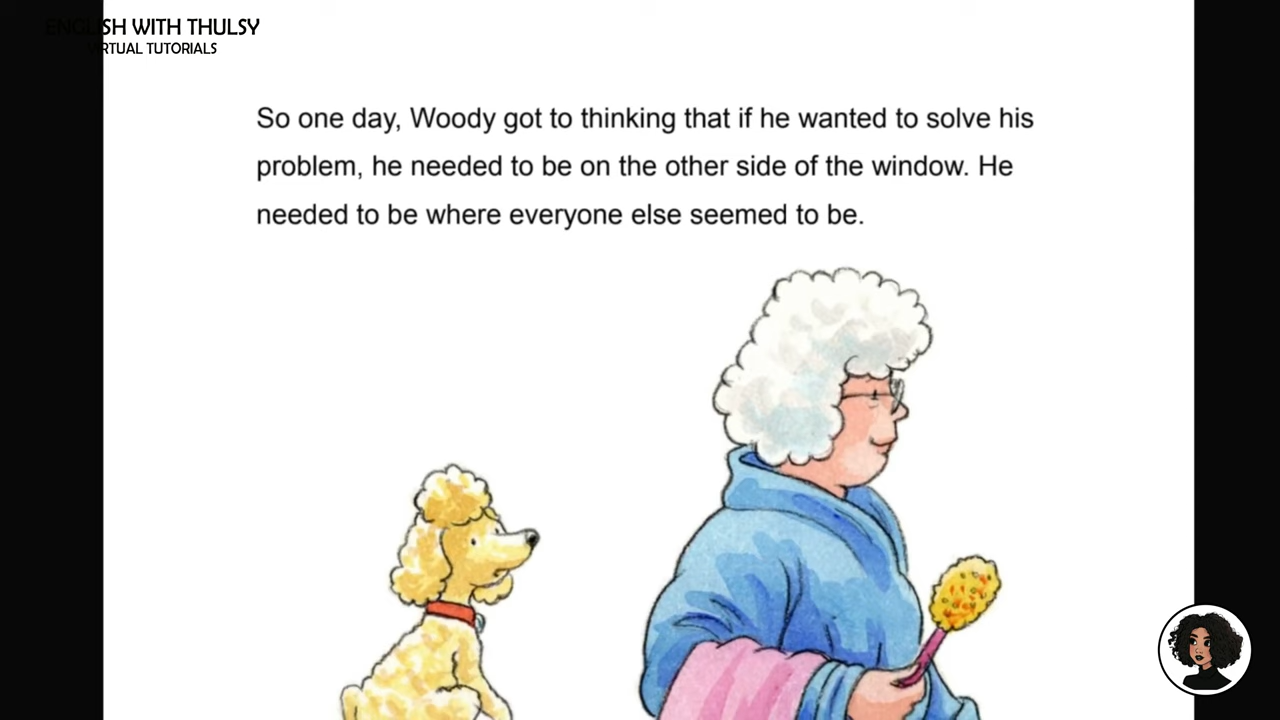 ENGLISH WITH THULSY
VIRTUAL TUTORIALS
So one day, Woody got to thinking that if he wanted to solve his
problem, he needed to be on the other side of the window. He
needed to be where everyone else seemed to be.